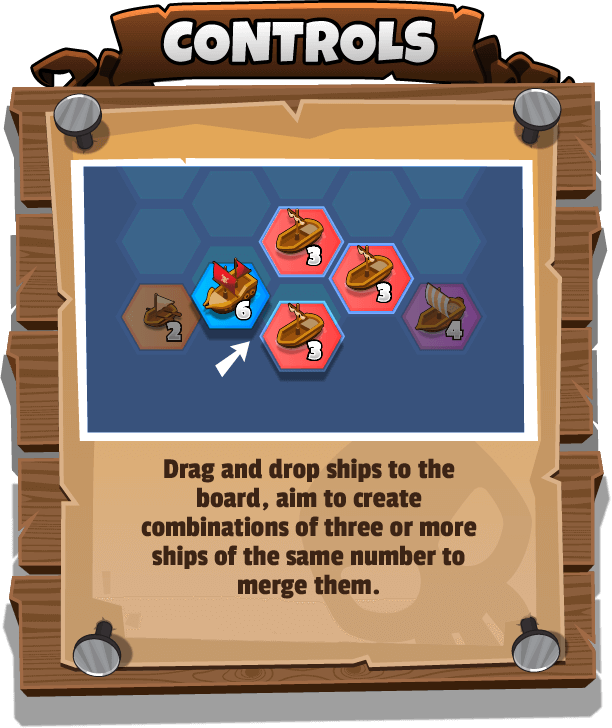 CONTROLS
3
3
6
2
4
3
Drag and drop ships to the
board, aim to create
combinations of three or more
ships of the same number to
merge them.